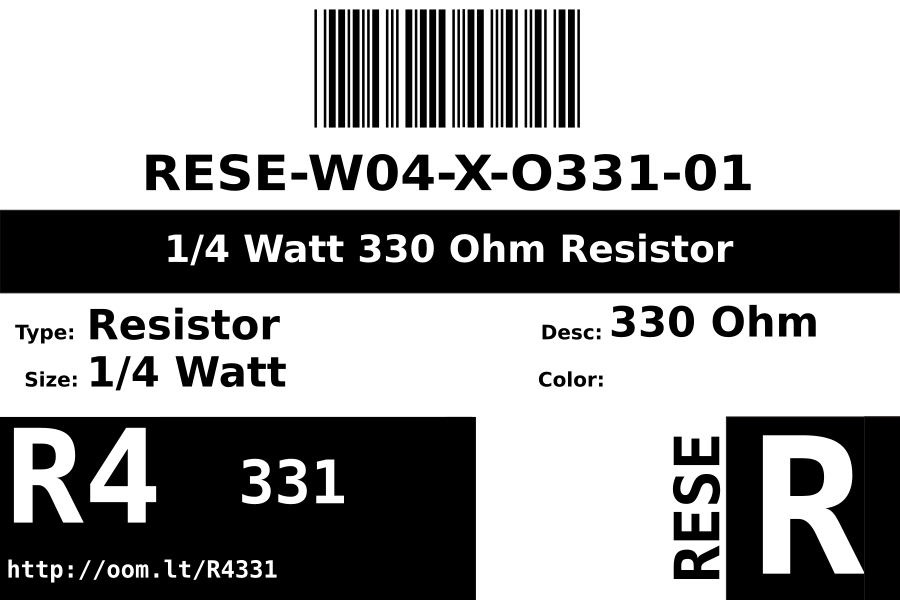 RESE-W04-X-O331-01
1/4 Watt 330 Ohm Resistor
Type: Resistor
Desc: 330 Ohm
Size: 1/4 Watt
Color:
R4
331
http://oom.lt/R4331
RESE
R